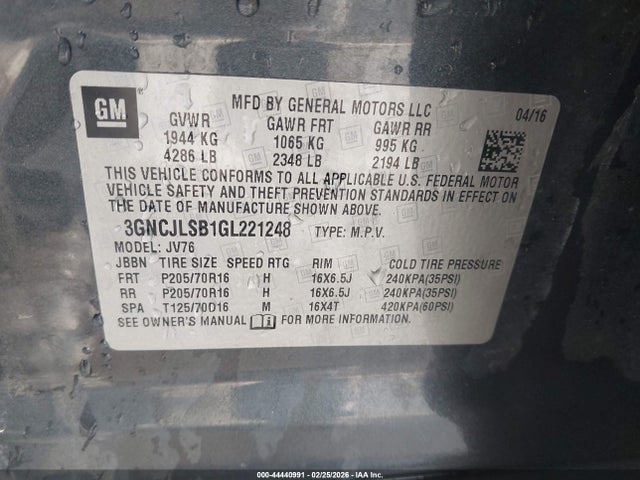 GM
MFD BY GENERAL MOTORS LLC
04/16
GVWR GAWR FRT GAWR RR
1944 KG 1065 KG 995 KG
4286 LB 2348 LB 2194 LB
THIS VEHICLE CONFORMS TO ALL APPLICABLE U.S. FEDERAL MOTOR
VEHICLE SAFETY AND THEFT PREVENTION STANDARDS IN EFFECT ON
THE DATE OF MANUFACTURE SHOWN ABOVE.
3GNCJLSB1GL221248 TYPE: M.P.V.
MODEL: JV76
JBBN TIRE SIZE SPEED RTG RIM COLD TIRE PRESSURE
FRT P205/70R16 H 16X6.5J 240KPA(35PSI)
RR P205/70R16 H 16X6.5J 240KPA(35PSI)
SPA T125/70D16 M 16X4T 420KPA(60PSI)
SEE OWNER'S MANUAL FOR MORE INFORMATION
000-44440991 - 02/25/2026 - IAAI.COM